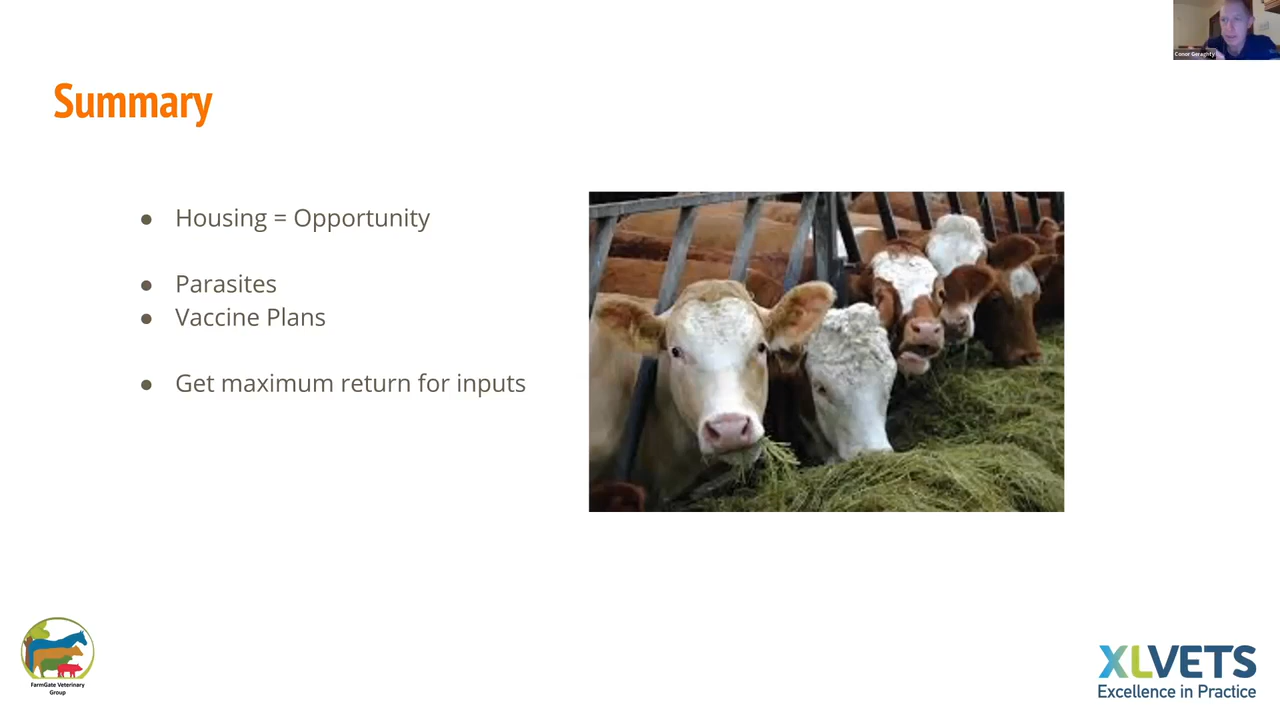 Conor Geraghty
Summary
● Housing = Opportunity
● Parasites
● Vaccine Plans
● Get maximum return for inputs
FarmGate Veterinary
Group
XLVETS
Excellence in Practice